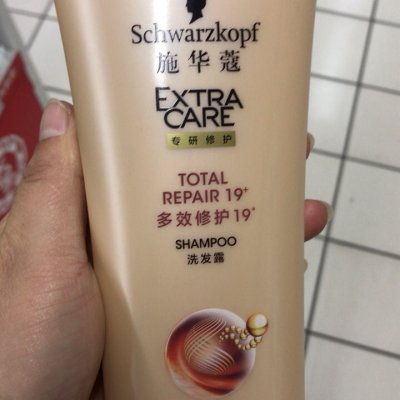 Schwarzkopf
施华蔻
EXTRA
CARE
专研修护
TOTAL
REPAIR 19+
多效修护19*
SHAMPOO
洗发露